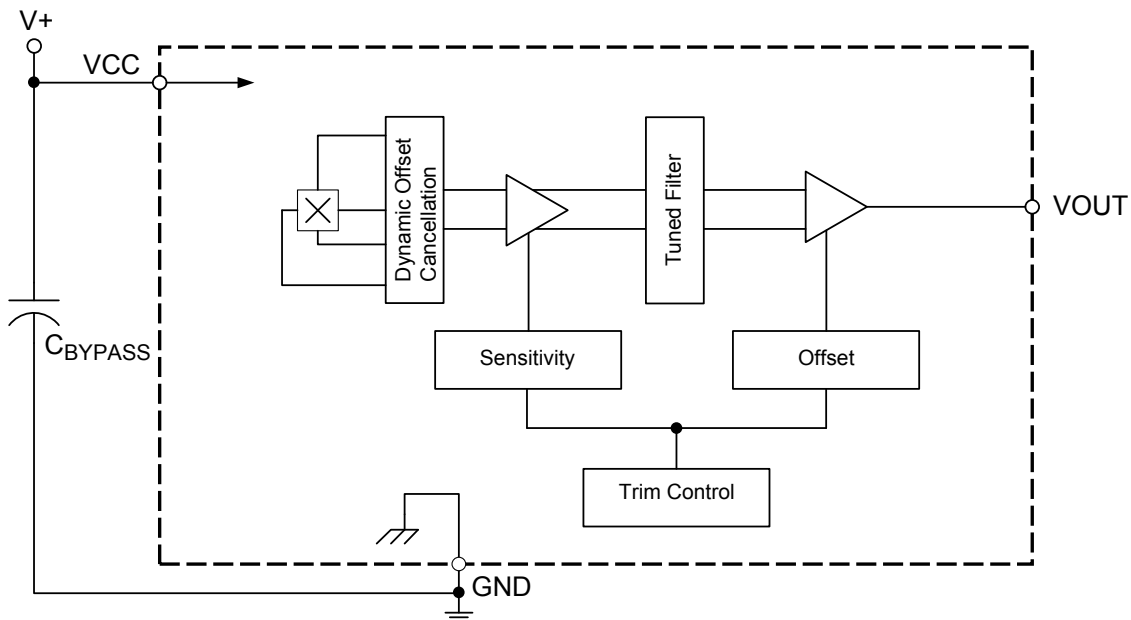 V+
VCC
Dynamic Offset
Cancellation
Tuned Filter
VOUT
CBYPASS
Sensitivity
Offset
Trim Control
GND